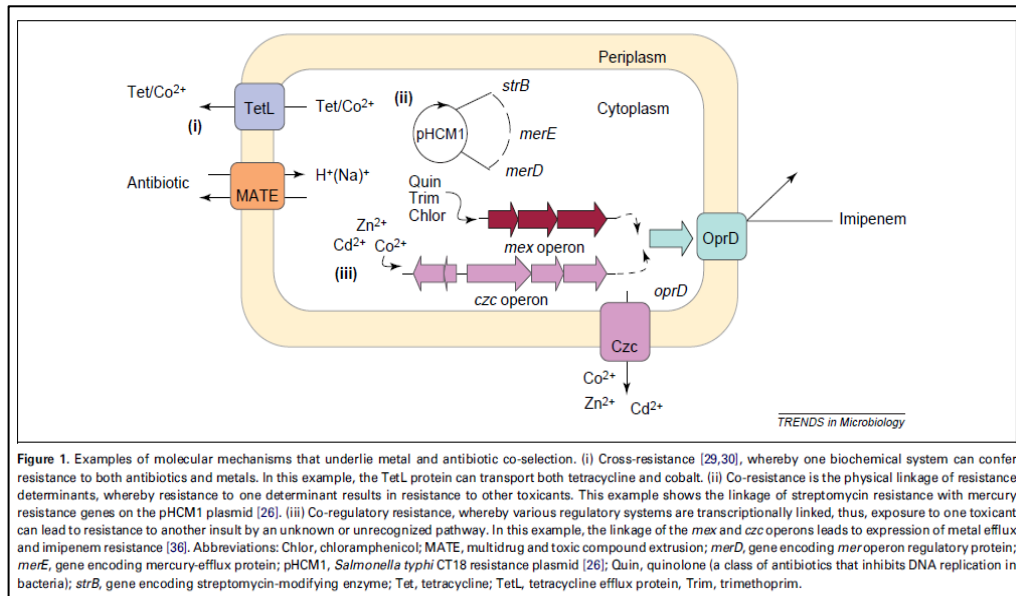 Periplasm
Cytoplasm
Tet/Co2+
TetL
Tet/Co2+
(i)
(ii)
pHCM1
strB
merE
merD
Antibiotic
MATE
H+(Na)+
Quin
Trim
Chlor
mex operon
Zn2+
Cd2+ Co2+
(iii)
czc operon
oprD
OprD
Imipenem
Czc
Co2+
Zn2+
Cd2+
TRENDS in Microbiology
Figure 1. Examples of molecular mechanisms that underlie metal and antibiotic co-selection. (i) Cross-resistance [29,30], whereby one biochemical system can confer
resistance to both antibiotics and metals. In this example, the TetL protein can transport both tetracycline and cobalt. (ii) Co-resistance is the physical linkage of resistance
determinants, whereby resistance to one determinant results in resistance to other toxicants. This example shows the linkage of streptomycin resistance with mercury
resistance genes on the pHCM1 plasmid [26]. (iii) Co-regulatory resistance, whereby various regulatory systems are transcriptionally linked, thus, exposure to one toxicant
can lead to resistance to another insult by an unknown or unrecognized pathway. In this example, the linkage of the mex and czc operons leads to expression of metal efflux
and imipenem resistance [36]. Abbreviations: Chlor, chloramphenicol; MATE, multidrug and toxic compound extrusion; merD, gene encoding mer operon regulatory protein;
merE, gene encoding mercury-efflux protein; pHCM1, Salmonella typhi CT18 resistance plasmid [26]; Quin, quinolone (a class of antibiotics that inhibits DNA replication in
bacteria); strB, gene encoding streptomycin-modifying enzyme; Tet, tetracycline; TetL, tetracycline efflux protein, Trim, trimethoprim.